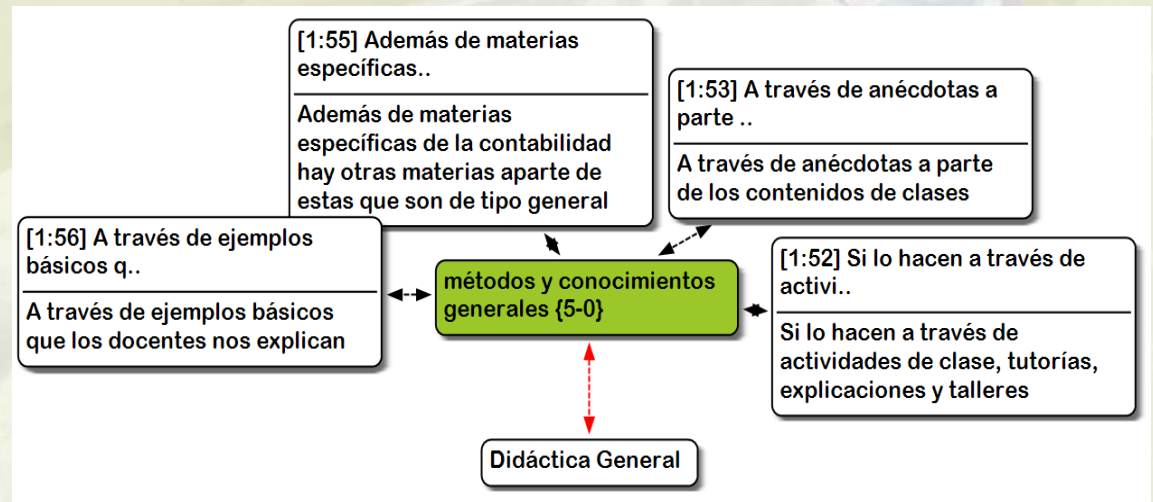 [1:55] Además de materias
específicas..
Además de materias
específicas de la contabilidad
hay otras materias aparte de
estas que son de tipo general
[1:53] A través de anécdotas a
parte ..
A través de anécdotas a parte
de los contenidos de clases
[1:56] A través de ejemplos
básicos q..
A través de ejemplos básicos
que los docentes nos explican
métodos y conocimientos
generales {5-0}
[1:52] Si lo hacen a través de
activi..
Si lo hacen a través de
actividades de clase, tutorías,
explicaciones y talleres
Didáctica General